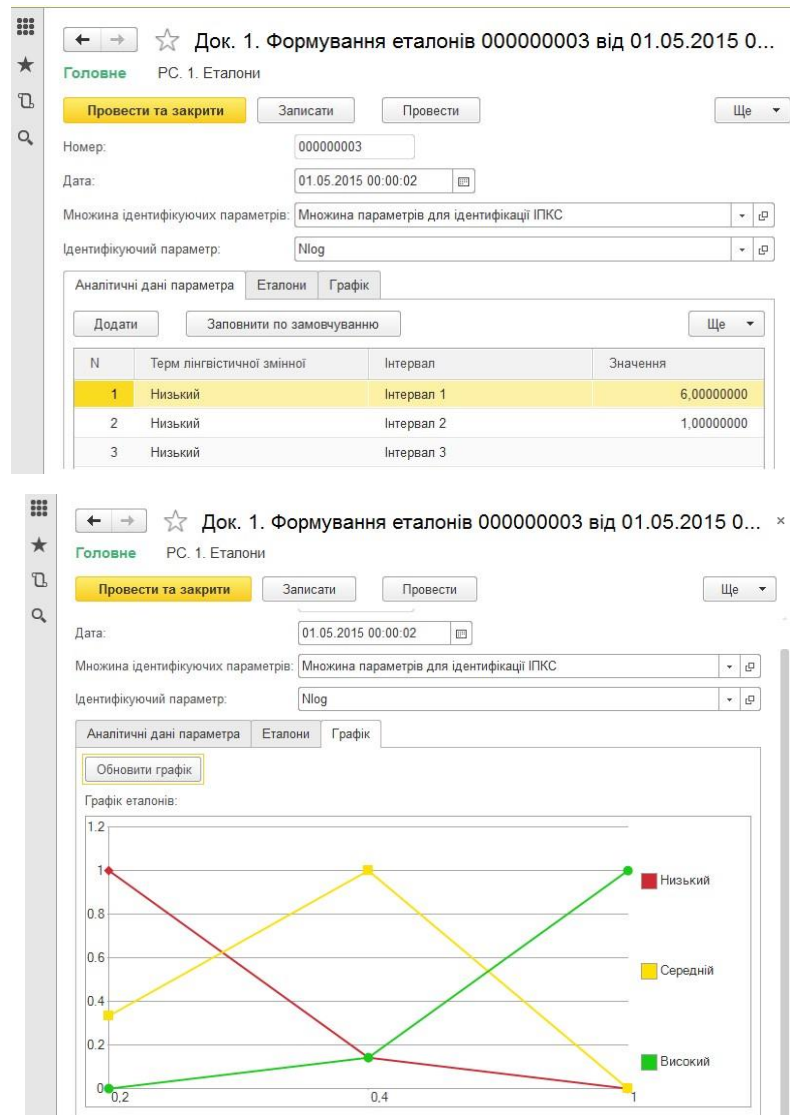 Док. 1. Формування еталонів 000000003 від 01.05.2015 0...
Головне РС. 1. Еталони
Провести та закрити Записати Провести Ще
Номер: 000000003
Дата: 01.05.2015 00:00:02
Множина ідентифікуючих параметрів: Множина параметрів для ідентифікації ІПКС
Ідентифікуючий параметр: Nlog
Аналітичні дані параметра Еталони Графік
Додати Заповнити по замовчуванню Ще
N Терм лінгвістичної змінної Інтервал Значення
1 Низький Інтервал 1 6,00000000
2 Низький Інтервал 2 1,00000000
3 Низький Інтервал 3
Док. 1. Формування еталонів 000000003 від 01.05.2015 0...
Головне РС. 1. Еталони
Провести та закрити Записати Провести Ще
Дата: 01.05.2015 00:00:02
Множина ідентифікуючих параметрів: Множина параметрів для ідентифікації ІПКС
Ідентифікуючий параметр: Nlog
Аналітичні дані параметра Еталони Графік
Обновити графік
Графік еталонів:
1.2
1
Низький
0.8
0.6
Середній
0.4
0.2
Високий
0
0,2 0,4 1